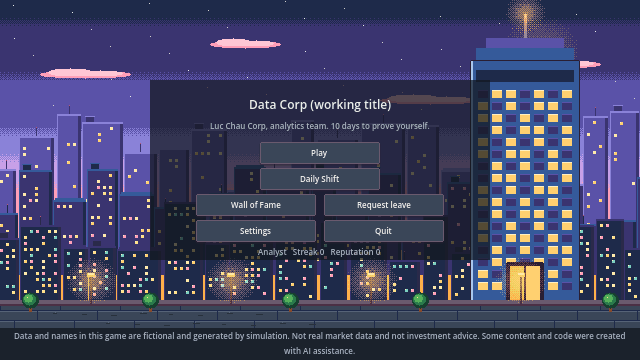 Data Corp (working title)
Luc Chau Corp, analytics team. 10 days to prove yourself.
Play
Daily Shift
Wall of Fame
Request leave
Settings
Quit
Analyst  Streak 0  Reputation 0
Data and names in this game are fictional and generated by simulation. Not real market data and not investment advice. Some content and code were created
with AI assistance.